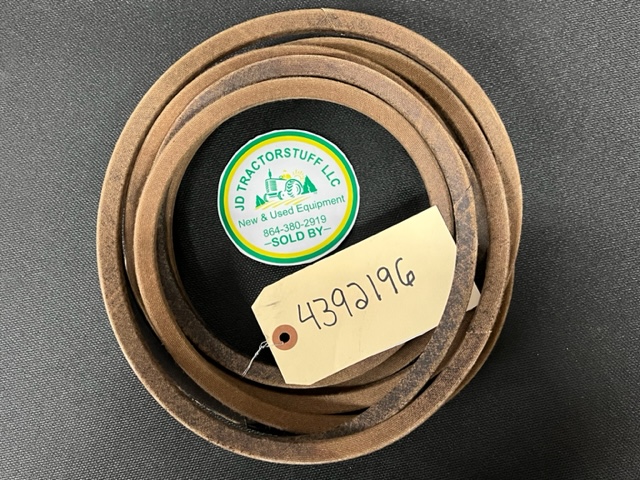 JD TRACTORSTUFF LLC
New & Used Equipment
864-380-2919
–SOLD BY–
4392196